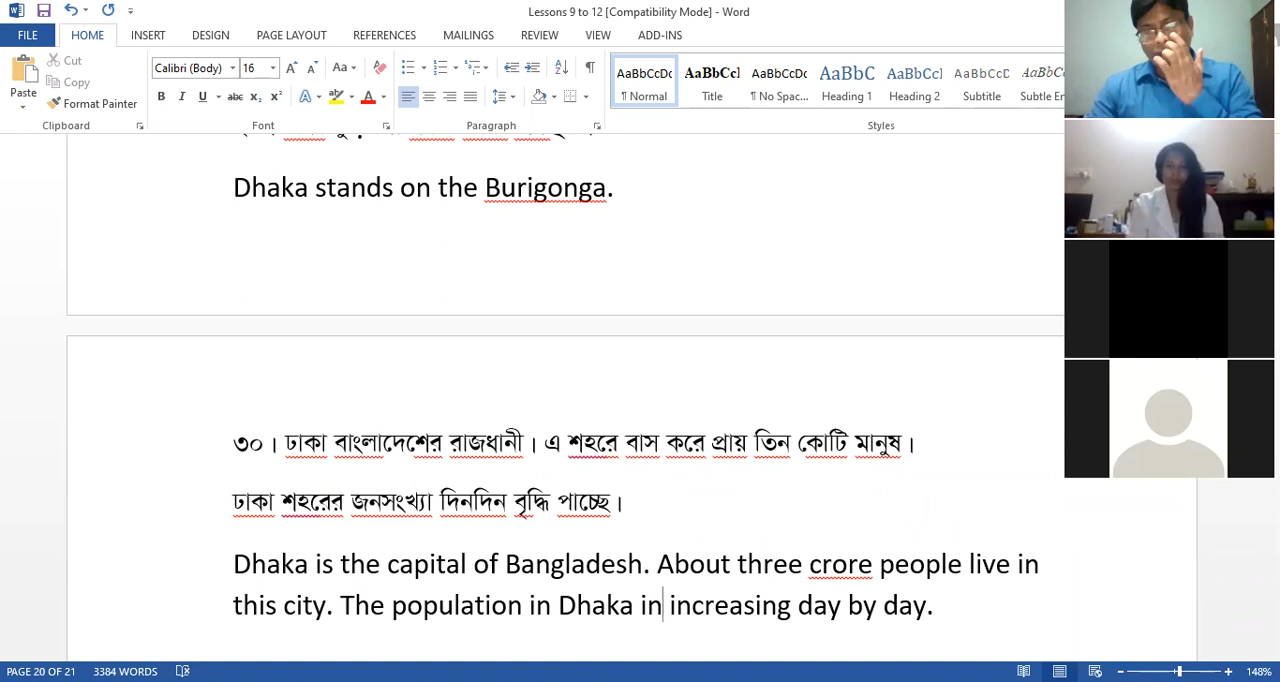 Lessons 9 to 12 [Compatibility Mode] - Word
FILE HOME INSERT DESIGN PAGE LAYOUT REFERENCES MAILINGS REVIEW VIEW ADD-INS
Cut
Copy
Format Painter
Paste
Calibri (Body) 16
AaBbCcDc AaBbCcl AaBbCcDc AaBbC AaBbCcl AaBbCcD AaBbCc
¶ Normal Title ¶ No Spac... Heading 1 Heading 2 Subtitle Subtle En
Clipboard Font Paragraph Styles
Dhaka stands on the Burigonga.
৩০। ঢাকা বাংলাদেশের রাজধানী। এ শহরে বাস করে প্রায় তিন কোটি মানুষ।
ঢাকা শহরের জনসংখ্যা দিনদিন বৃদ্ধি পাচ্ছে।
Dhaka is the capital of Bangladesh. About three crore people live in
this city. The population in Dhaka in increasing day by day.
PAGE 20 OF 21 3384 WORDS 148%